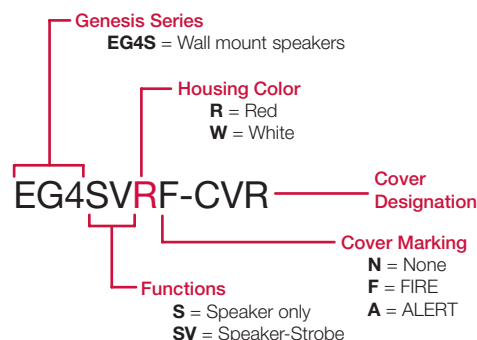 Genesis Series
EG4S = Wall mount speakers
Housing Color
R = Red
W = White
EG4SVRF-CVR
Cover
Designation
Cover Marking
N = None
F = FIRE
A = ALERT
Functions
S = Speaker only
SV = Speaker-Strobe